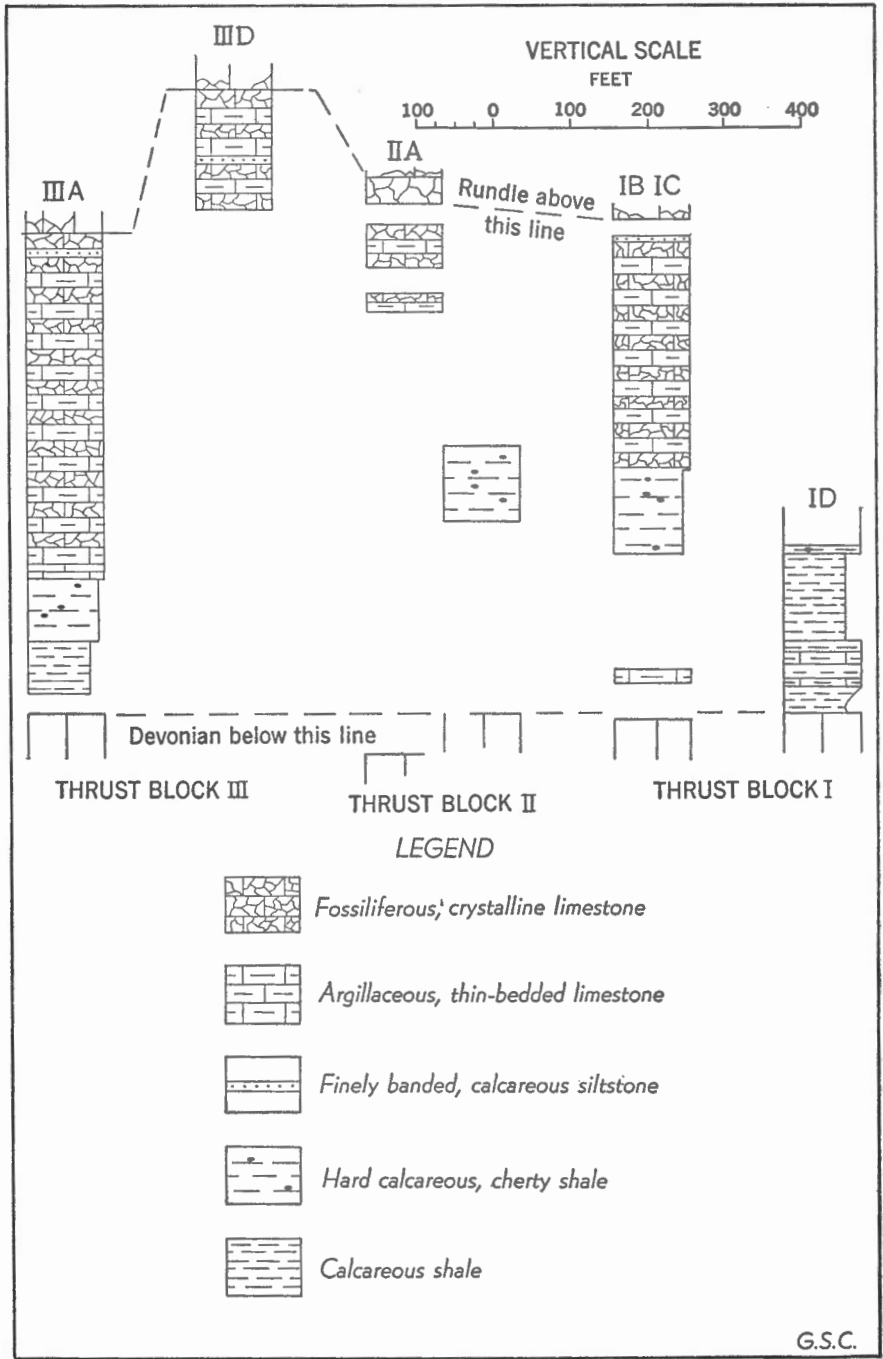 IIID
VERTICAL SCALE
FEET
100 0 100 200 300 400
IIA
IIIA
Rundle above
this line
IB IC
ID
Devonian below this line
THRUST BLOCK III
THRUST BLOCK II
THRUST BLOCK I
LEGEND
Fossiliferous, crystalline limestone
Argillaceous, thin-bedded limestone
Finely banded, calcareous siltstone
Hard calcareous, cherty shale
Calcareous shale
G.S.C.